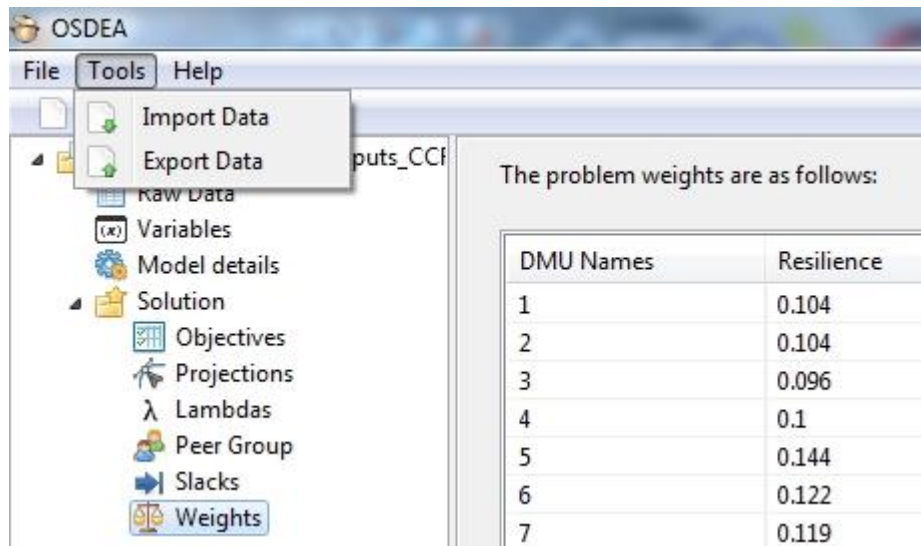 OSDEA
File Tools Help
Import Data
Export Data
puts_CCF
Raw Data
Variables
Model details
Solution
Objectives
Projections
λ Lambdas
Peer Group
Slacks
Weights
The problem weights are as follows:
DMU Names Resilience
1 0.104
2 0.104
3 0.096
4 0.1
5 0.144
6 0.122
7 0.119